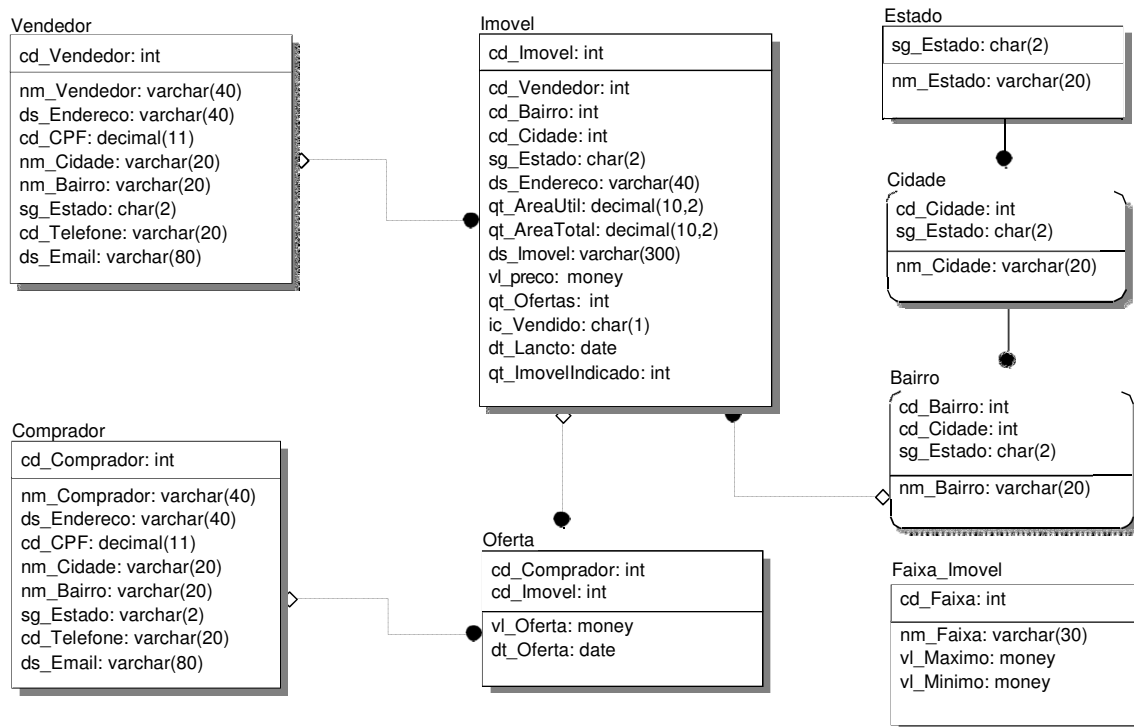 Vendedor
cd_Vendedor: int
nm_Vendedor: varchar(40)
ds_Endereco: varchar(40)
cd_CPF: decimal(11)
nm_Cidade: varchar(20)
nm_Bairro: varchar(20)
sg_Estado: char(2)
cd_Telefone: varchar(20)
ds_Email: varchar(80)
Imovel
cd_Imovel: int
cd_Vendedor: int
cd_Bairro: int
cd_Cidade: int
sg_Estado: char(2)
ds_Endereco: varchar(40)
qt_AreaUtil: decimal(10,2)
qt_AreaTotal: decimal(10,2)
ds_Imovel: varchar(300)
vl_preco: money
qt_Ofertas: int
ic_Vendido: char(1)
dt_Lancto: date
qt_ImovelIndicado: int
Estado
sg_Estado: char(2)
nm_Estado: varchar(20)
Cidade
cd_Cidade: int
sg_Estado: char(2)
nm_Cidade: varchar(20)
Bairro
cd_Bairro: int
cd_Cidade: int
sg_Estado: char(2)
nm_Bairro: varchar(20)
Comprador
cd_Comprador: int
nm_Comprador: varchar(40)
ds_Endereco: varchar(40)
cd_CPF: decimal(11)
nm_Cidade: varchar(20)
nm_Bairro: varchar(20)
sg_Estado: varchar(2)
cd_Telefone: varchar(20)
ds_Email: varchar(80)
Oferta
cd_Comprador: int
cd_Imovel: int
vl_Oferta: money
dt_Oferta: date
Faixa_Imovel
cd_Faixa: int
nm_Faixa: varchar(30)
vl_Maximo: money
vl_Minimo: money